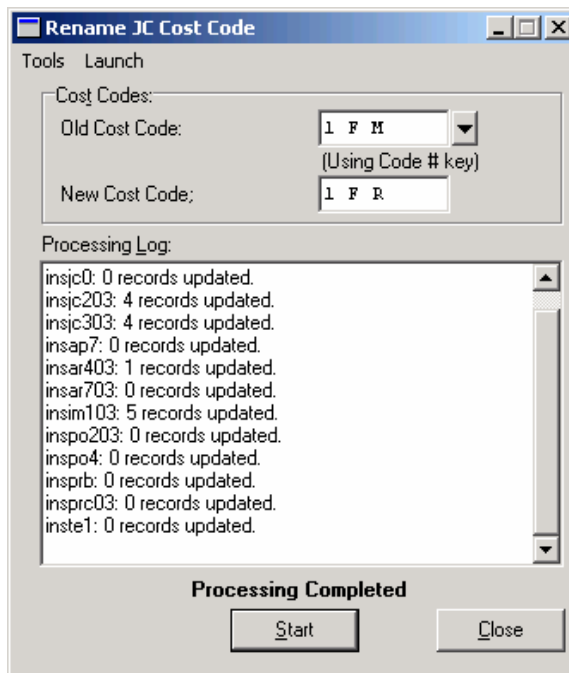 Rename JC Cost Code
Tools Launch
Cost Codes:
Old Cost Code: 1 F M
(Using Code # key)
New Cost Code; 1 F R
Processing Log:
insjc0: 0 records updated.
insjc203: 4 records updated.
insjc303: 4 records updated.
insap7: 0 records updated.
insar403: 1 records updated.
insar703: 0 records updated.
insim103: 5 records updated.
inspo203: 0 records updated.
inspo4: 0 records updated.
insprb: 0 records updated.
insprc03: 0 records updated.
inste1: 0 records updated.
Processing Completed
Start Close